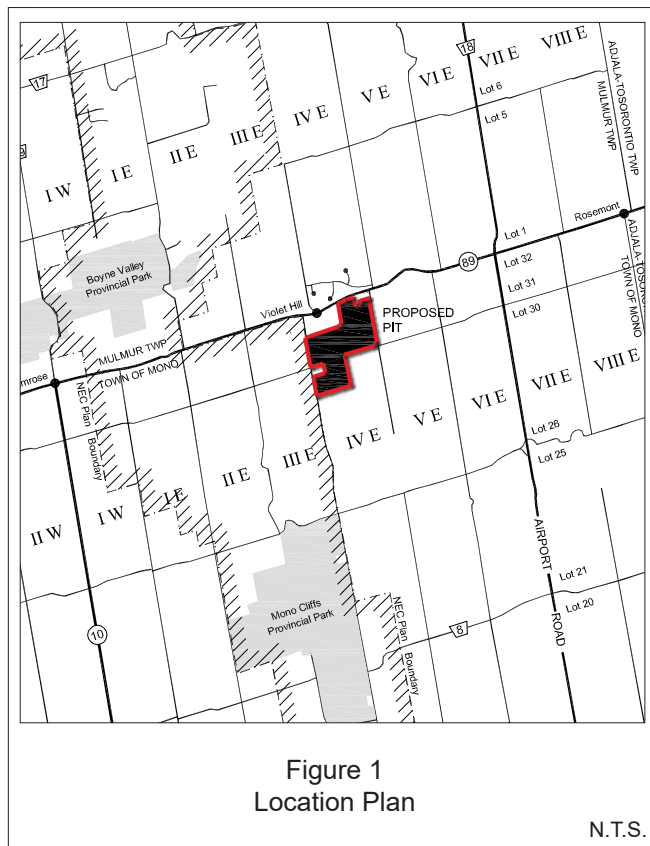 17
18
VIII E
VII E
VI E
V E
IV E
III E
II E
I E
I W
ADJALA-TOSORONTIO TWP
MULMUR TWP
Lot 6
Lot 5
Rosemont
Lot 1
89
Lot 32
Lot 31
Lot 30
ADJALA-TOSOR
TOWN OF MONO
Boyne Valley
Provincial Park
Violet Hill
PROPOSED
PIT
MULMUR TWP
TOWN OF MONO
mrose
NEC Plan
Boundary
VIII E
VII E
VI E
V E
IV E
III E
II E
I E
I W
II W
Lot 26
Lot 25
AIRPORT
ROAD
Lot 21
Lot 20
Mono Cliffs
Provincial Park
NEC Plan
Boundary
8
10
Figure 1
Location Plan
N.T.S.